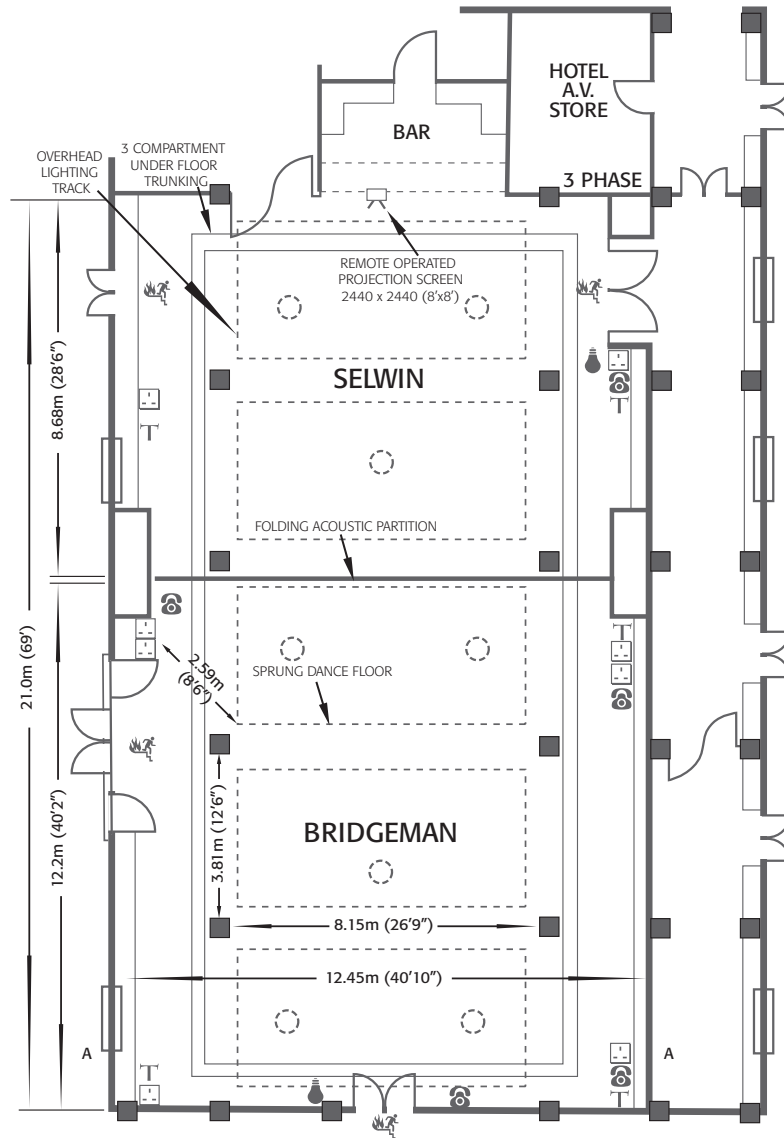 HOTEL
A.V.
STORE
BAR
3 COMPARTMENT
UNDER FLOOR
TRUNKING
OVERHEAD
LIGHTING
TRACK
3 PHASE
REMOTE OPERATED
PROJECTION SCREEN
2440 x 2440 (8'x8')
SELWIN
8.68m (28'6")
FOLDING ACOUSTIC PARTITION
21.0m (69')
2.59m
(8'6")
SPRUNG DANCE FLOOR
12.2m (40'2")
3.81m (12'6")
BRIDGEMAN
8.15m (26'9")
12.45m (40'10")
A
A